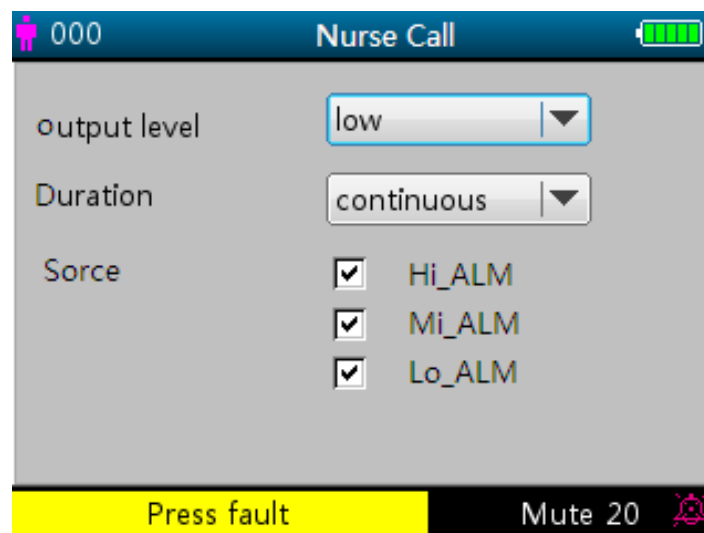 000 Nurse Call
output level low
Duration continuous
Sorce Hi_ALM
Mi_ALM
Lo_ALM
Press fault Mute 20